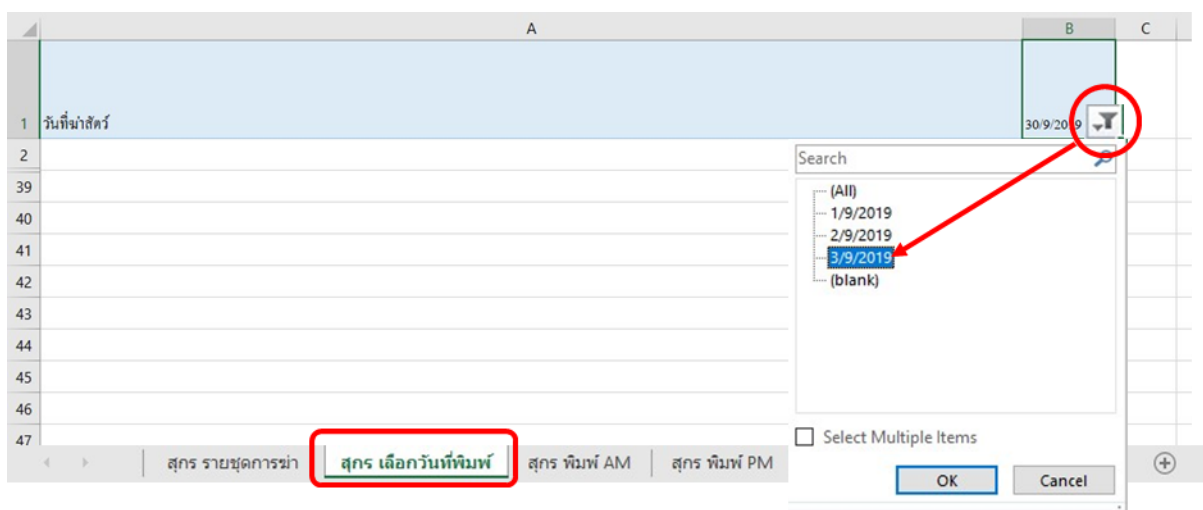 A B C
1 วันที่ฆ่าสัตว์ 30/9/2019
2
Search
39
(All)
40
1/9/2019
2/9/2019
41
3/9/2019
42
(blank)
43
44
45
46
47
Select Multiple Items
สุกร รายชุดการฆ่า สุกร เลือกวันที่พิมพ์ สุกร พิมพ์ AM สุกร พิมพ์ PM
OK Cancel